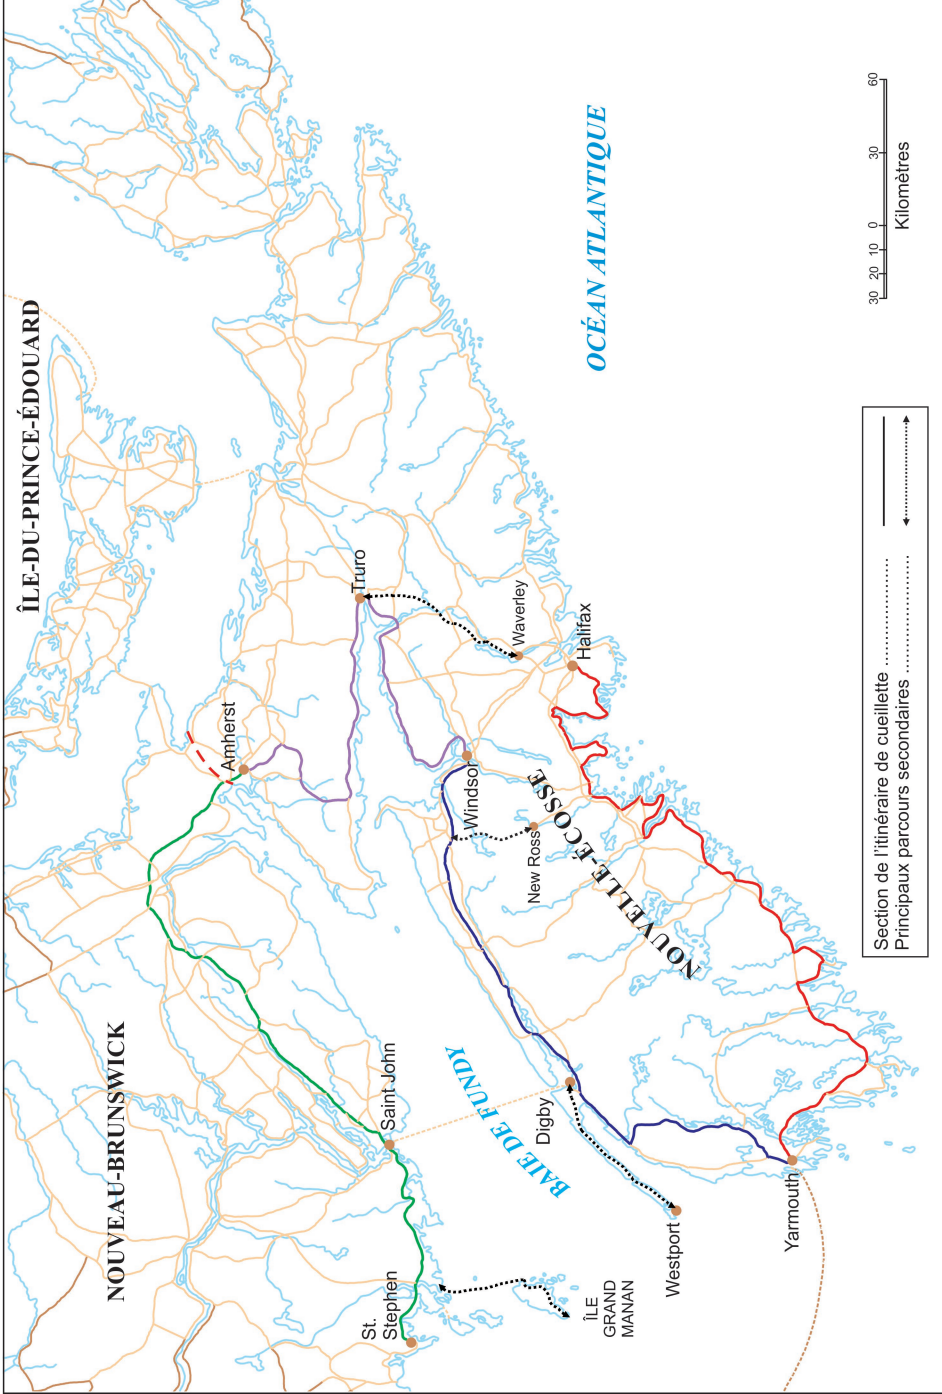 ÎLE-DU-PRINCE-ÉDOUARD
NOUVEAU-BRUNSWICK
Amherst
Truro
Saint John
St.
Stephen
BAIE DE FUNDY
Windsor
Waverley
Halifax
New Ross
NOUVELLE-ÉCOSSE
Digby
ÎLE
GRAND
MANAN
Westport
Yarmouth
OCÉAN ATLANTIQUE
Section de l'itinéraire de cueillette ......................
Principaux parcours secondaires ......................
30 20 10 0 30 60
Kilomètres